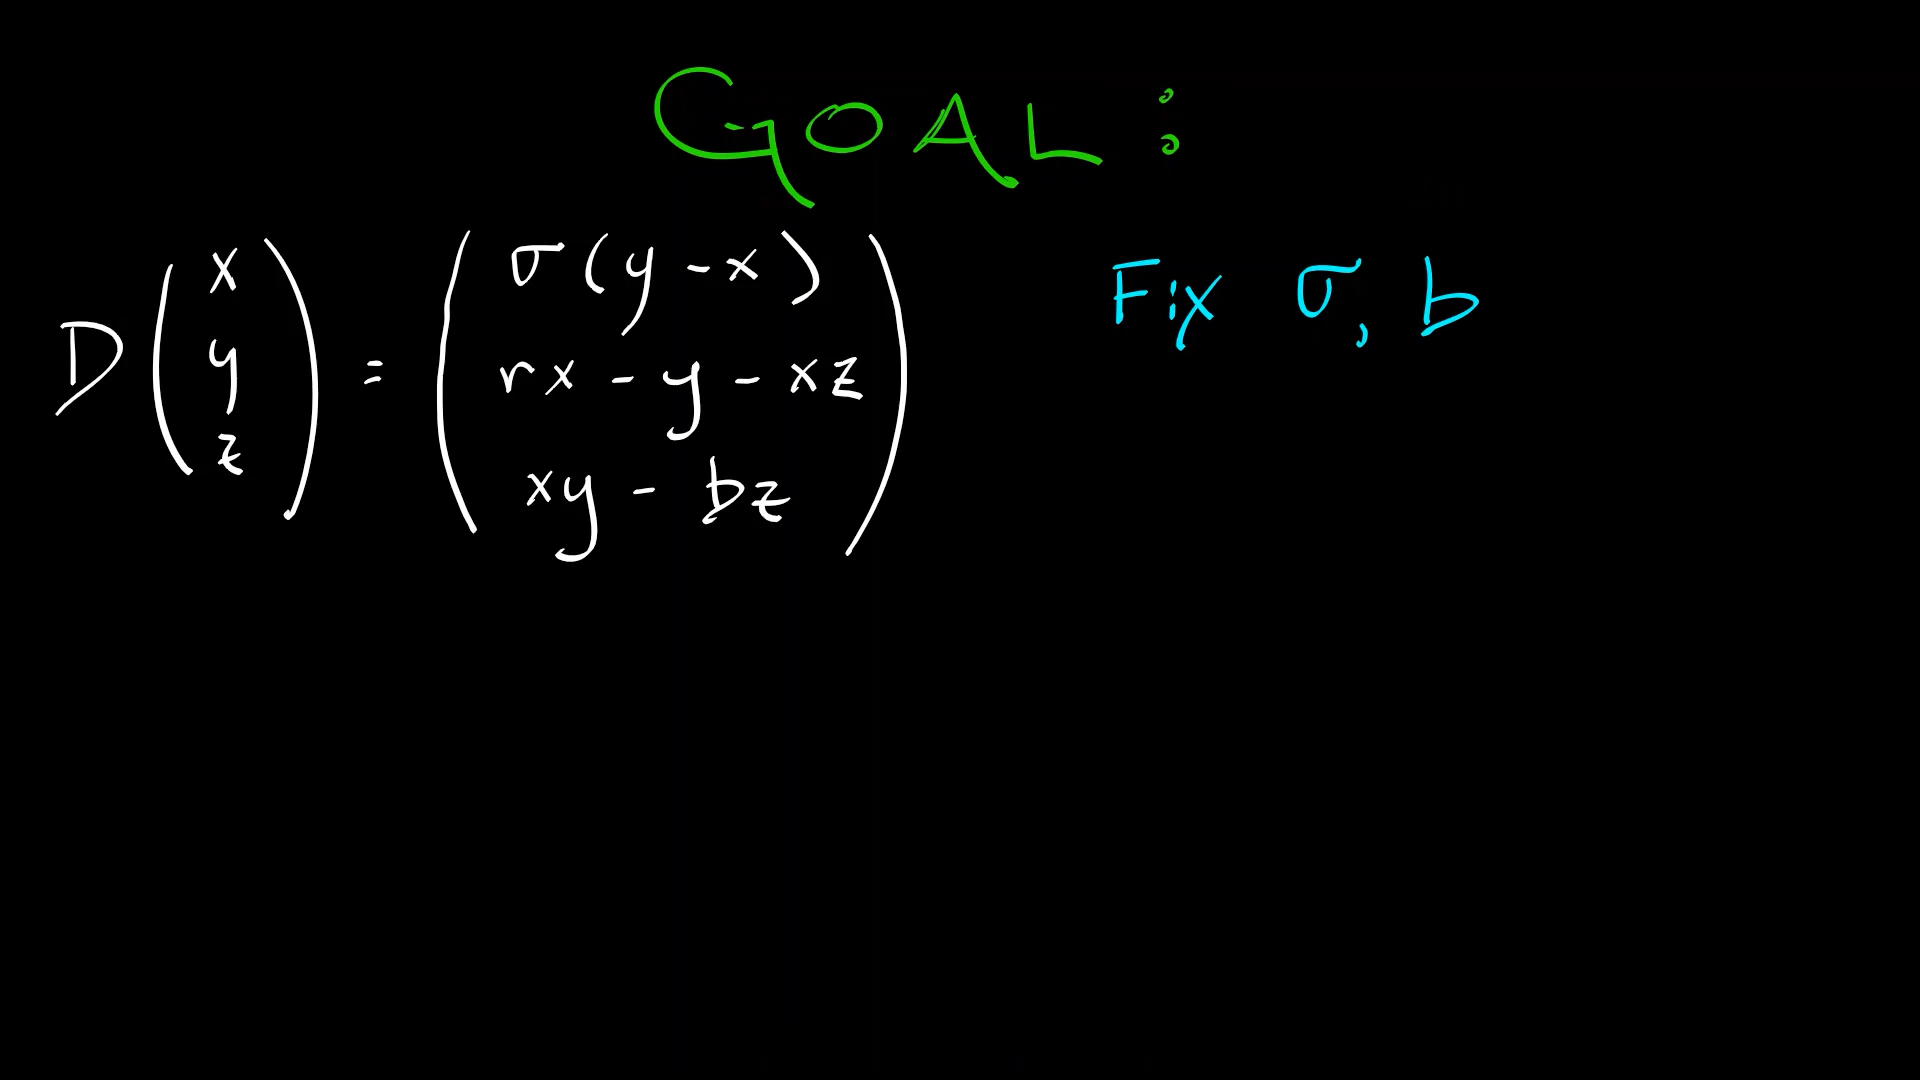 GOAL:
D(x y z) = (σ(y-x)
rx - y - xz
xy - bz)
Fix σ, b